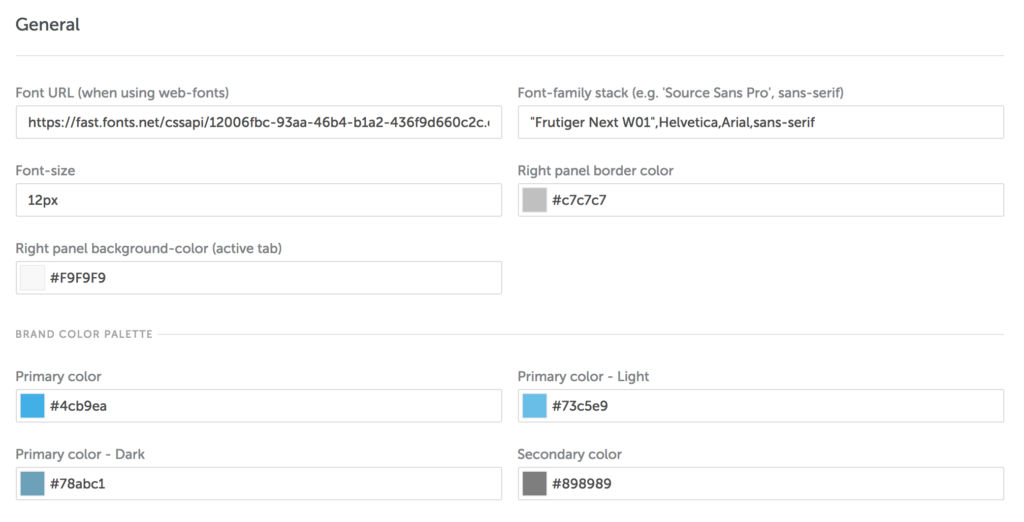 General
Font URL (when using web-fonts)
Font-family stack (e.g. 'Source Sans Pro', sans-serif)
https://fast.fonts.net/cssapi/12006fbc-93aa-46b4-b1a2-436f9d660c2c.
"Frutiger Next W01",Helvetica,Arial,sans-serif
Font-size
Right panel border color
12px
#c7c7c7
Right panel background-color (active tab)
#F9F9F9
BRAND COLOR PALETTE
Primary color
Primary color - Light
#4cb9ea
#73c5e9
Primary color - Dark
Secondary color
#78abc1
#898989